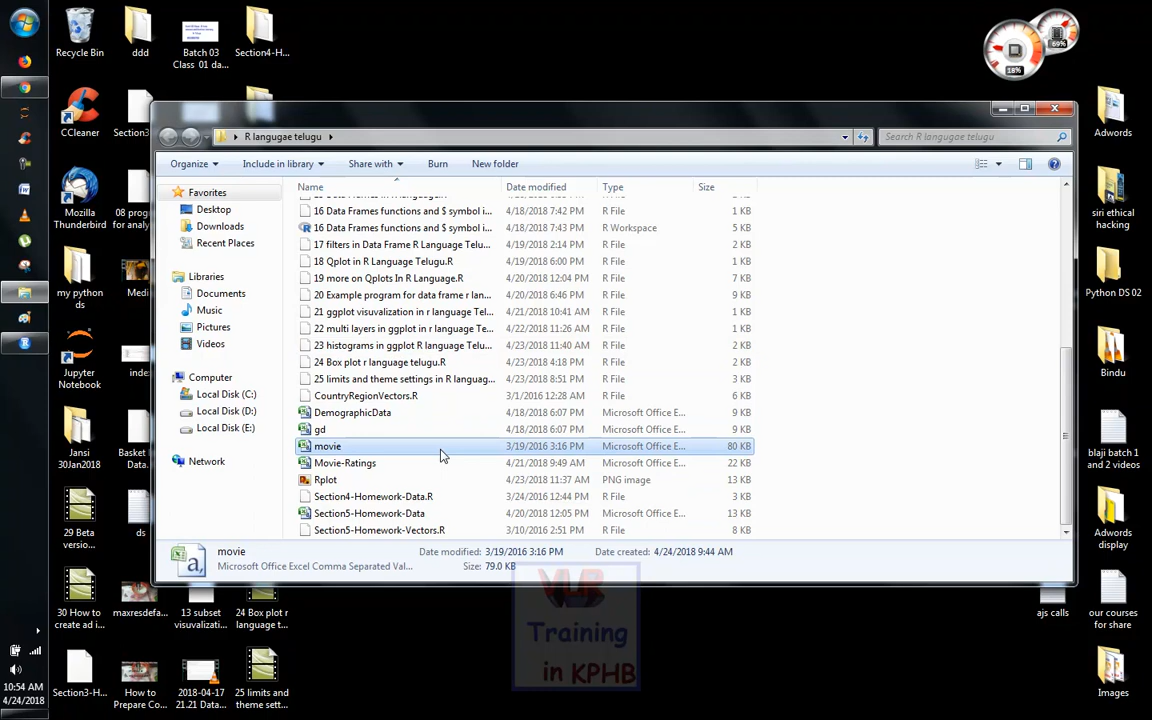 Recycle Bin
ddd
Batch 03
Class 01 da...
Section4-H...
18%
69%
CCleaner
Section3
Adwords
R langugae telugu
Search R langugae telugu
Organize
Include in library
Share with
Burn
New folder
Name
Date modified
Type
Size
Favorites
Desktop
Downloads
Recent Places
Libraries
Documents
Music
Pictures
Videos
Computer
Local Disk (C:)
Local Disk (D:)
Local Disk (E:)
Network
16 Data Frames functions and $ symbol i... 4/18/2018 7:42 PM R File 1 KB
16 Data Frames functions and $ symbol i... 4/18/2018 7:43 PM R Workspace 5 KB
17 filters in Data Frame R Language Telu... 4/19/2018 2:14 PM R File 2 KB
18 Qplot in R Language Telugu.R 4/19/2018 6:00 PM R File 1 KB
19 more on Qplots In R Language.R 4/20/2018 12:04 PM R File 7 KB
20 Example program for data frame r lan... 4/20/2018 6:46 PM R File 9 KB
21 ggplot visuvalization in r language Tel... 4/21/2018 10:41 AM R File 1 KB
22 multi layers in ggplot in r language Te... 4/22/2018 11:26 AM R File 1 KB
23 histograms in ggplot R language Telu... 4/23/2018 11:40 AM R File 2 KB
24 Box plot r language telugu.R 4/23/2018 4:18 PM R File 2 KB
25 limits and theme settings in R languag... 4/23/2018 8:51 PM R File 3 KB
CountryRegionVectors.R 3/1/2016 12:28 AM R File 9 KB
DemographicData 4/18/2018 6:07 PM Microsoft Office E... 9 KB
gd 4/18/2018 6:07 PM Microsoft Office E... 9 KB
movie 3/19/2016 3:16 PM Microsoft Office E... 80 KB
Movie-Ratings 4/21/2018 9:49 AM Microsoft Office E... 22 KB
Rplot 4/23/2018 11:37 AM PNG image 13 KB
Section4-Homework-Data.R 3/24/2016 12:44 PM R File 3 KB
Section5-Homework-Data 4/20/2018 12:05 PM Microsoft Office E... 13 KB
Section5-Homework-Vectors.R 3/10/2016 2:51 PM R File 8 KB
movie
Date modified: 3/19/2016 3:16 PM
Date created: 4/24/2018 9:44 AM
Microsoft Office Excel Comma Separated Val...
Size: 79.0 KB
VLR
Training
in KPHB
Mozilla
Thunderbird
08 prog
for analy
siri ethical
hacking
my python
ds
Medi
Python DS 02
Jupyter
Notebook
index
Bindu
Jansi
30Jan2018
Basket
Dat
blaji batch 1
and 2 videos
29 Beta
versio...
ds
Adwords
display
30 How to
create ad i...
maxresdefa...
13 subset
visuvalizati...
24 Box plot r
language t...
ajs calls
our courses
for share
Section3-H...
How to
Prepare Co...
2018-04-17
21.21 Data...
25 limits and
theme sett...
Images
10:54 AM
4/24/2018